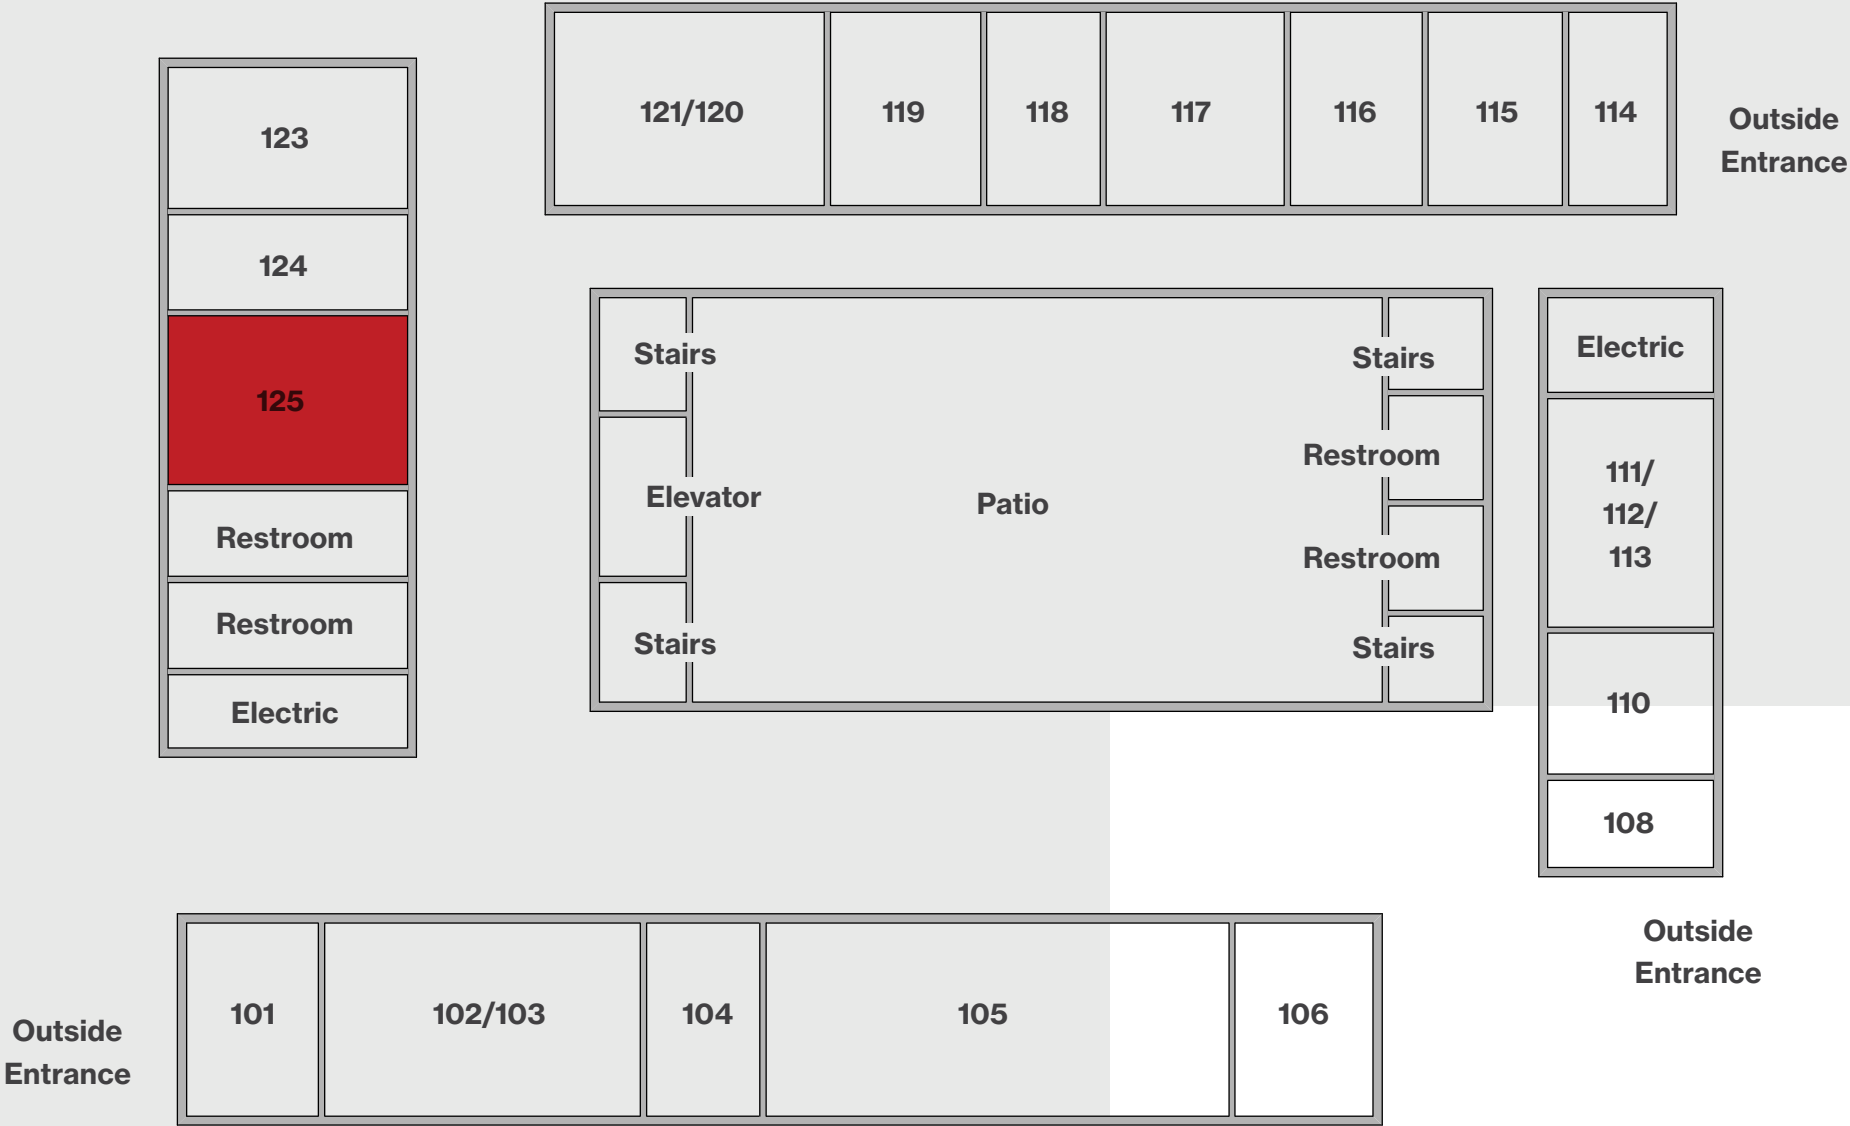 121/120
119
118
117
116
115
114
Outside
Entrance
123
124
125
Restroom
Restroom
Electric
Stairs
Elevator
Stairs
Patio
Stairs
Restroom
Restroom
Stairs
Electric
111/
112/
113
110
108
Outside
Entrance
Outside
Entrance
101
102/103
104
105
106